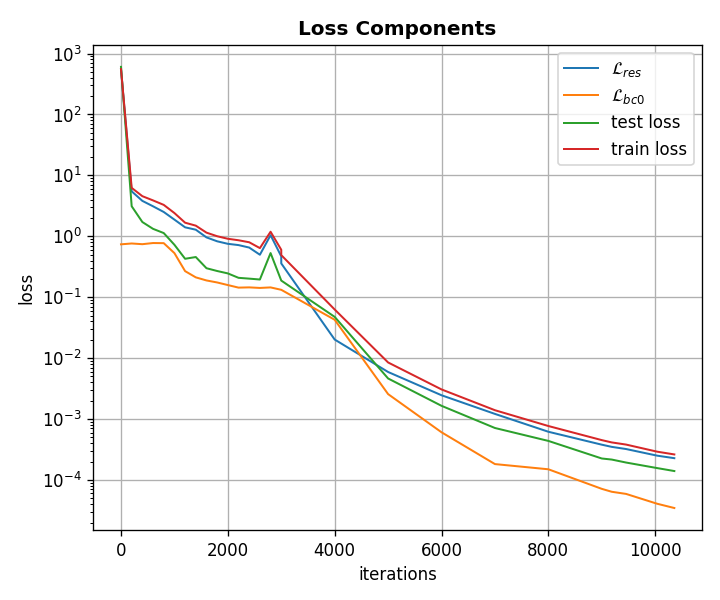 Loss Components
10³
10²
10¹
10⁰
10⁻¹
10⁻²
10⁻³
10⁻⁴
loss
ℒres
ℒbc0
test loss
train loss
0 2000 4000 6000 8000 10000
iterations